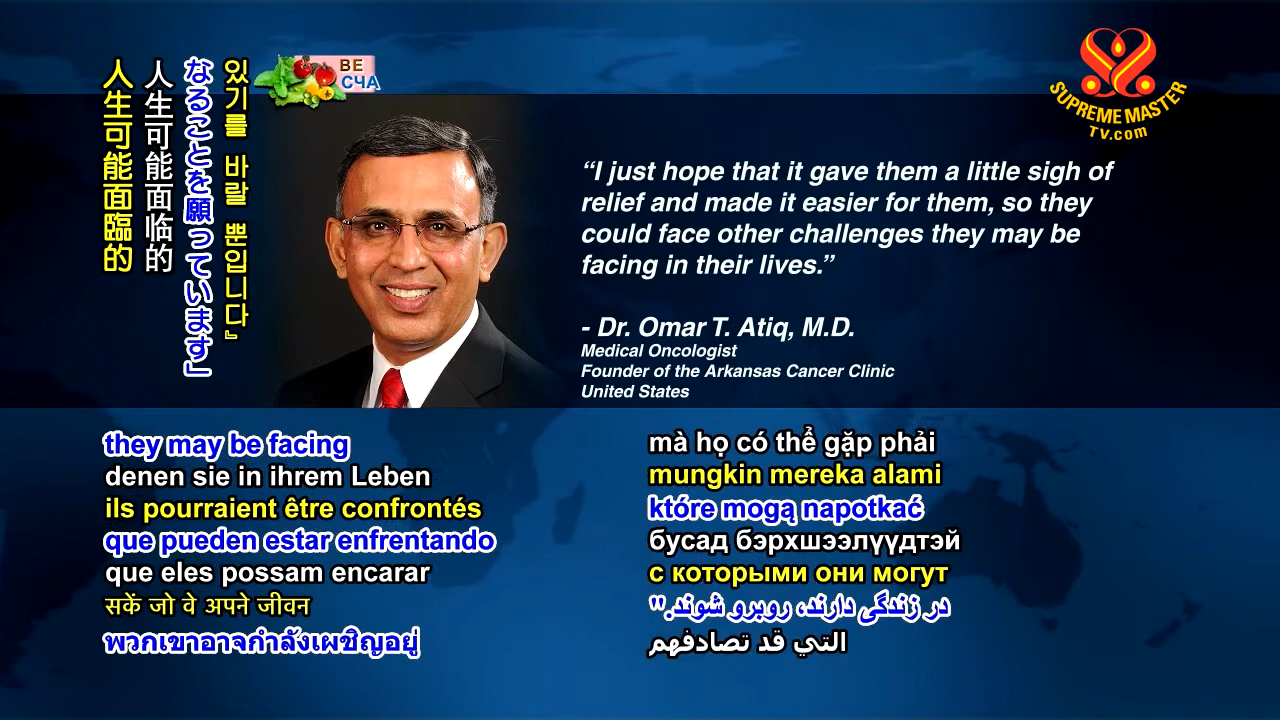 人生可能面臨的
人生可能面临的
なることを願っています」
있기를 바랄 뿐입니다』
BE
CЧA
SUPREME MASTER
TV.com
“I just hope that it gave them a little sigh of
relief and made it easier for them, so they
could face other challenges they may be
facing in their lives.”
- Dr. Omar T. Atiq, M.D.
Medical Oncologist
Founder of the Arkansas Cancer Clinic
United States
they may be facing
denen sie in ihrem Leben
ils pourraient être confrontés
que pueden estar enfrentando
que eles possam encarar
सकें जो वे अपने जीवन
พวกเขาอาจกำลังเผชิญอยู่
mà họ có thể gặp phải
mungkin mereka alami
które mogą napotkać
бусад бэрхшээлүүдтэй
с которыми они могут
در زندگی دارند، روبرو شوند."
التي قد تصادفهم